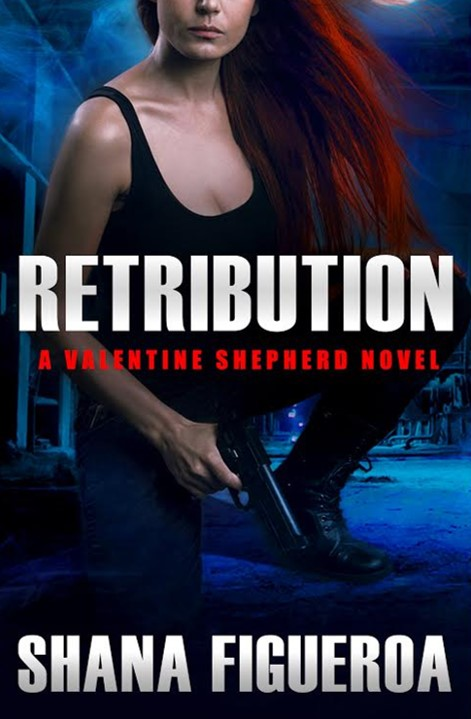 RETRIBUTION
A VALENTINE SHEPHERD NOVEL
SHANA FIGUEROA